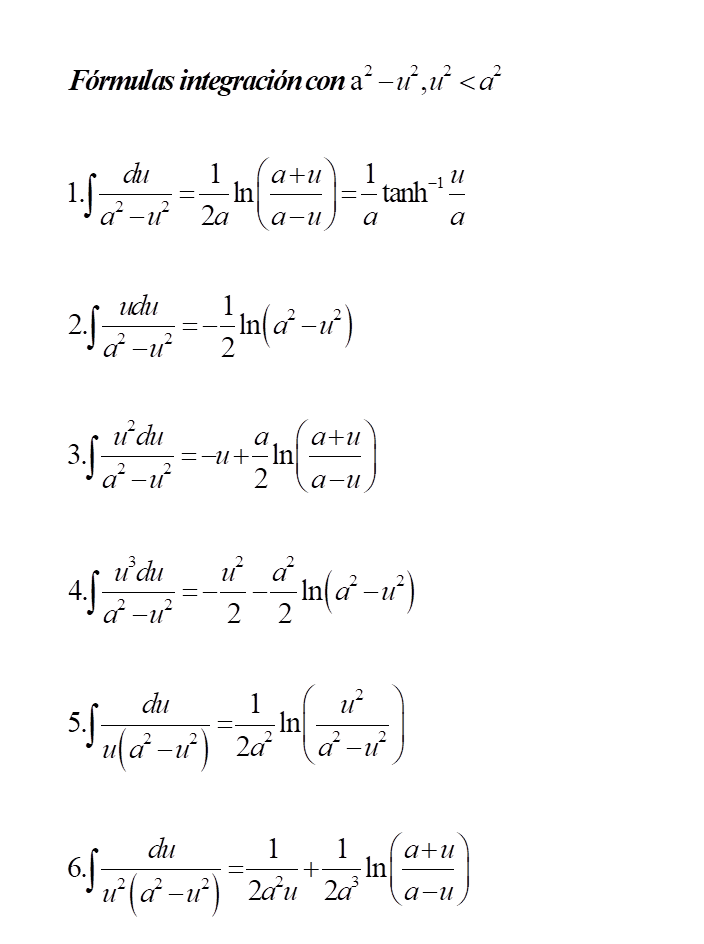 Fórmulas integración con a² − u², u² < a²
1. ∫ du/(a² − u²) = 1/(2a) ln((a+u)/(a−u)) = 1/a tanh⁻¹ u/a
2. ∫ udu/(a² − u²) = −1/2 ln(a² − u²)
3. ∫ u²du/(a² − u²) = −u + a/2 ln((a+u)/(a−u))
4. ∫ u³du/(a² − u²) = −u²/2 − a²/2 ln(a² − u²)
5. ∫ du/(u(a² − u²)) = 1/(2a²) ln(u²/(a² − u²))
6. ∫ du/(u²(a² − u²)) = 1/(2a²u) + 1/(2a³) ln((a+u)/(a−u))